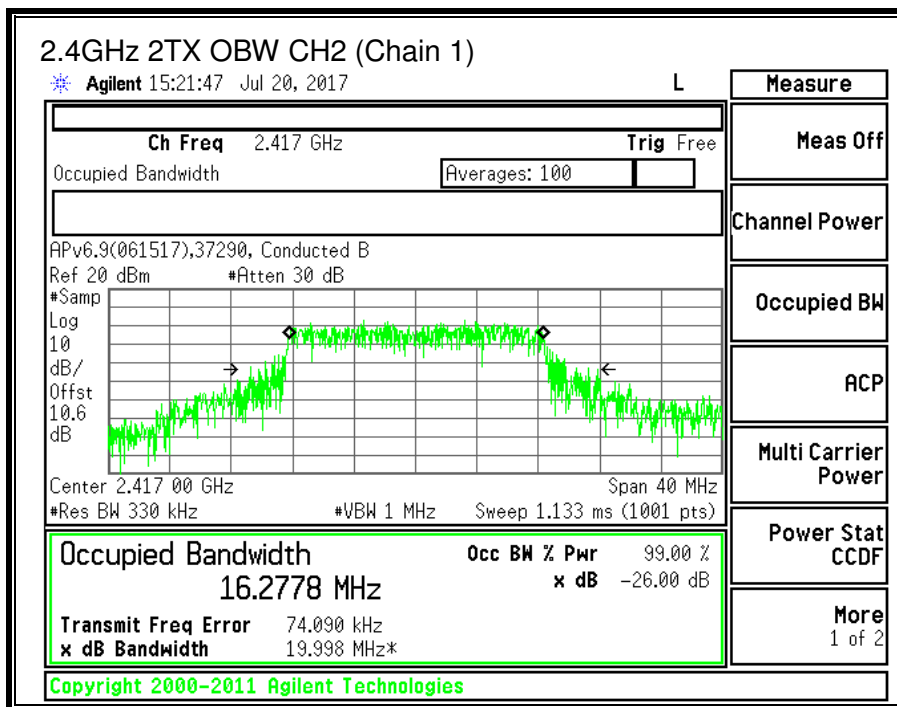 2.4GHz 2TX OBW CH2 (Chain 1)
Agilent 15:21:47 Jul 20, 2017 L Measure
Ch Freq 2.417 GHz Trig Free
Meas Off
Occupied Bandwidth Averages: 100
Channel Power
APv6.9(061517),37290, Conducted B
Ref 20 dBm #Atten 30 dB
#Samp
Log
10
dB/
Offst
10.6
dB
Occupied BW
ACP
Multi Carrier
Power
Center 2.417 00 GHz Span 40 MHz
#Res BW 330 kHz #VBW 1 MHz Sweep 1.133 ms (1001 pts)
Power Stat
CCDF
Occupied Bandwidth Occ BW % Pwr 99.00 %
16.2778 MHz x dB -26.00 dB
Transmit Freq Error 74.090 kHz
x dB Bandwidth 19.998 MHz*
More
1 of 2
Copyright 2000-2011 Agilent Technologies